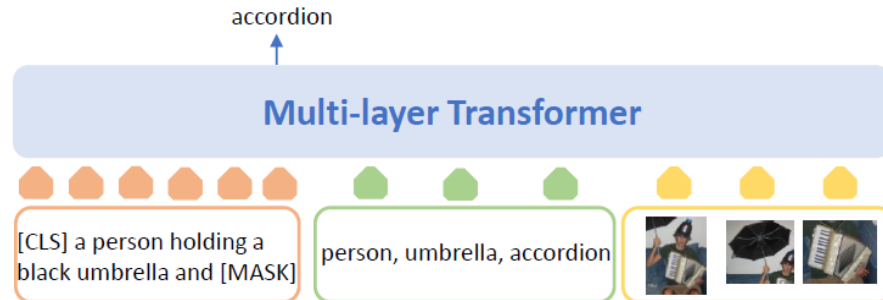 accordion
Multi-layer Transformer
[CLS] a person holding a
black umbrella and [MASK]
person, umbrella, accordion